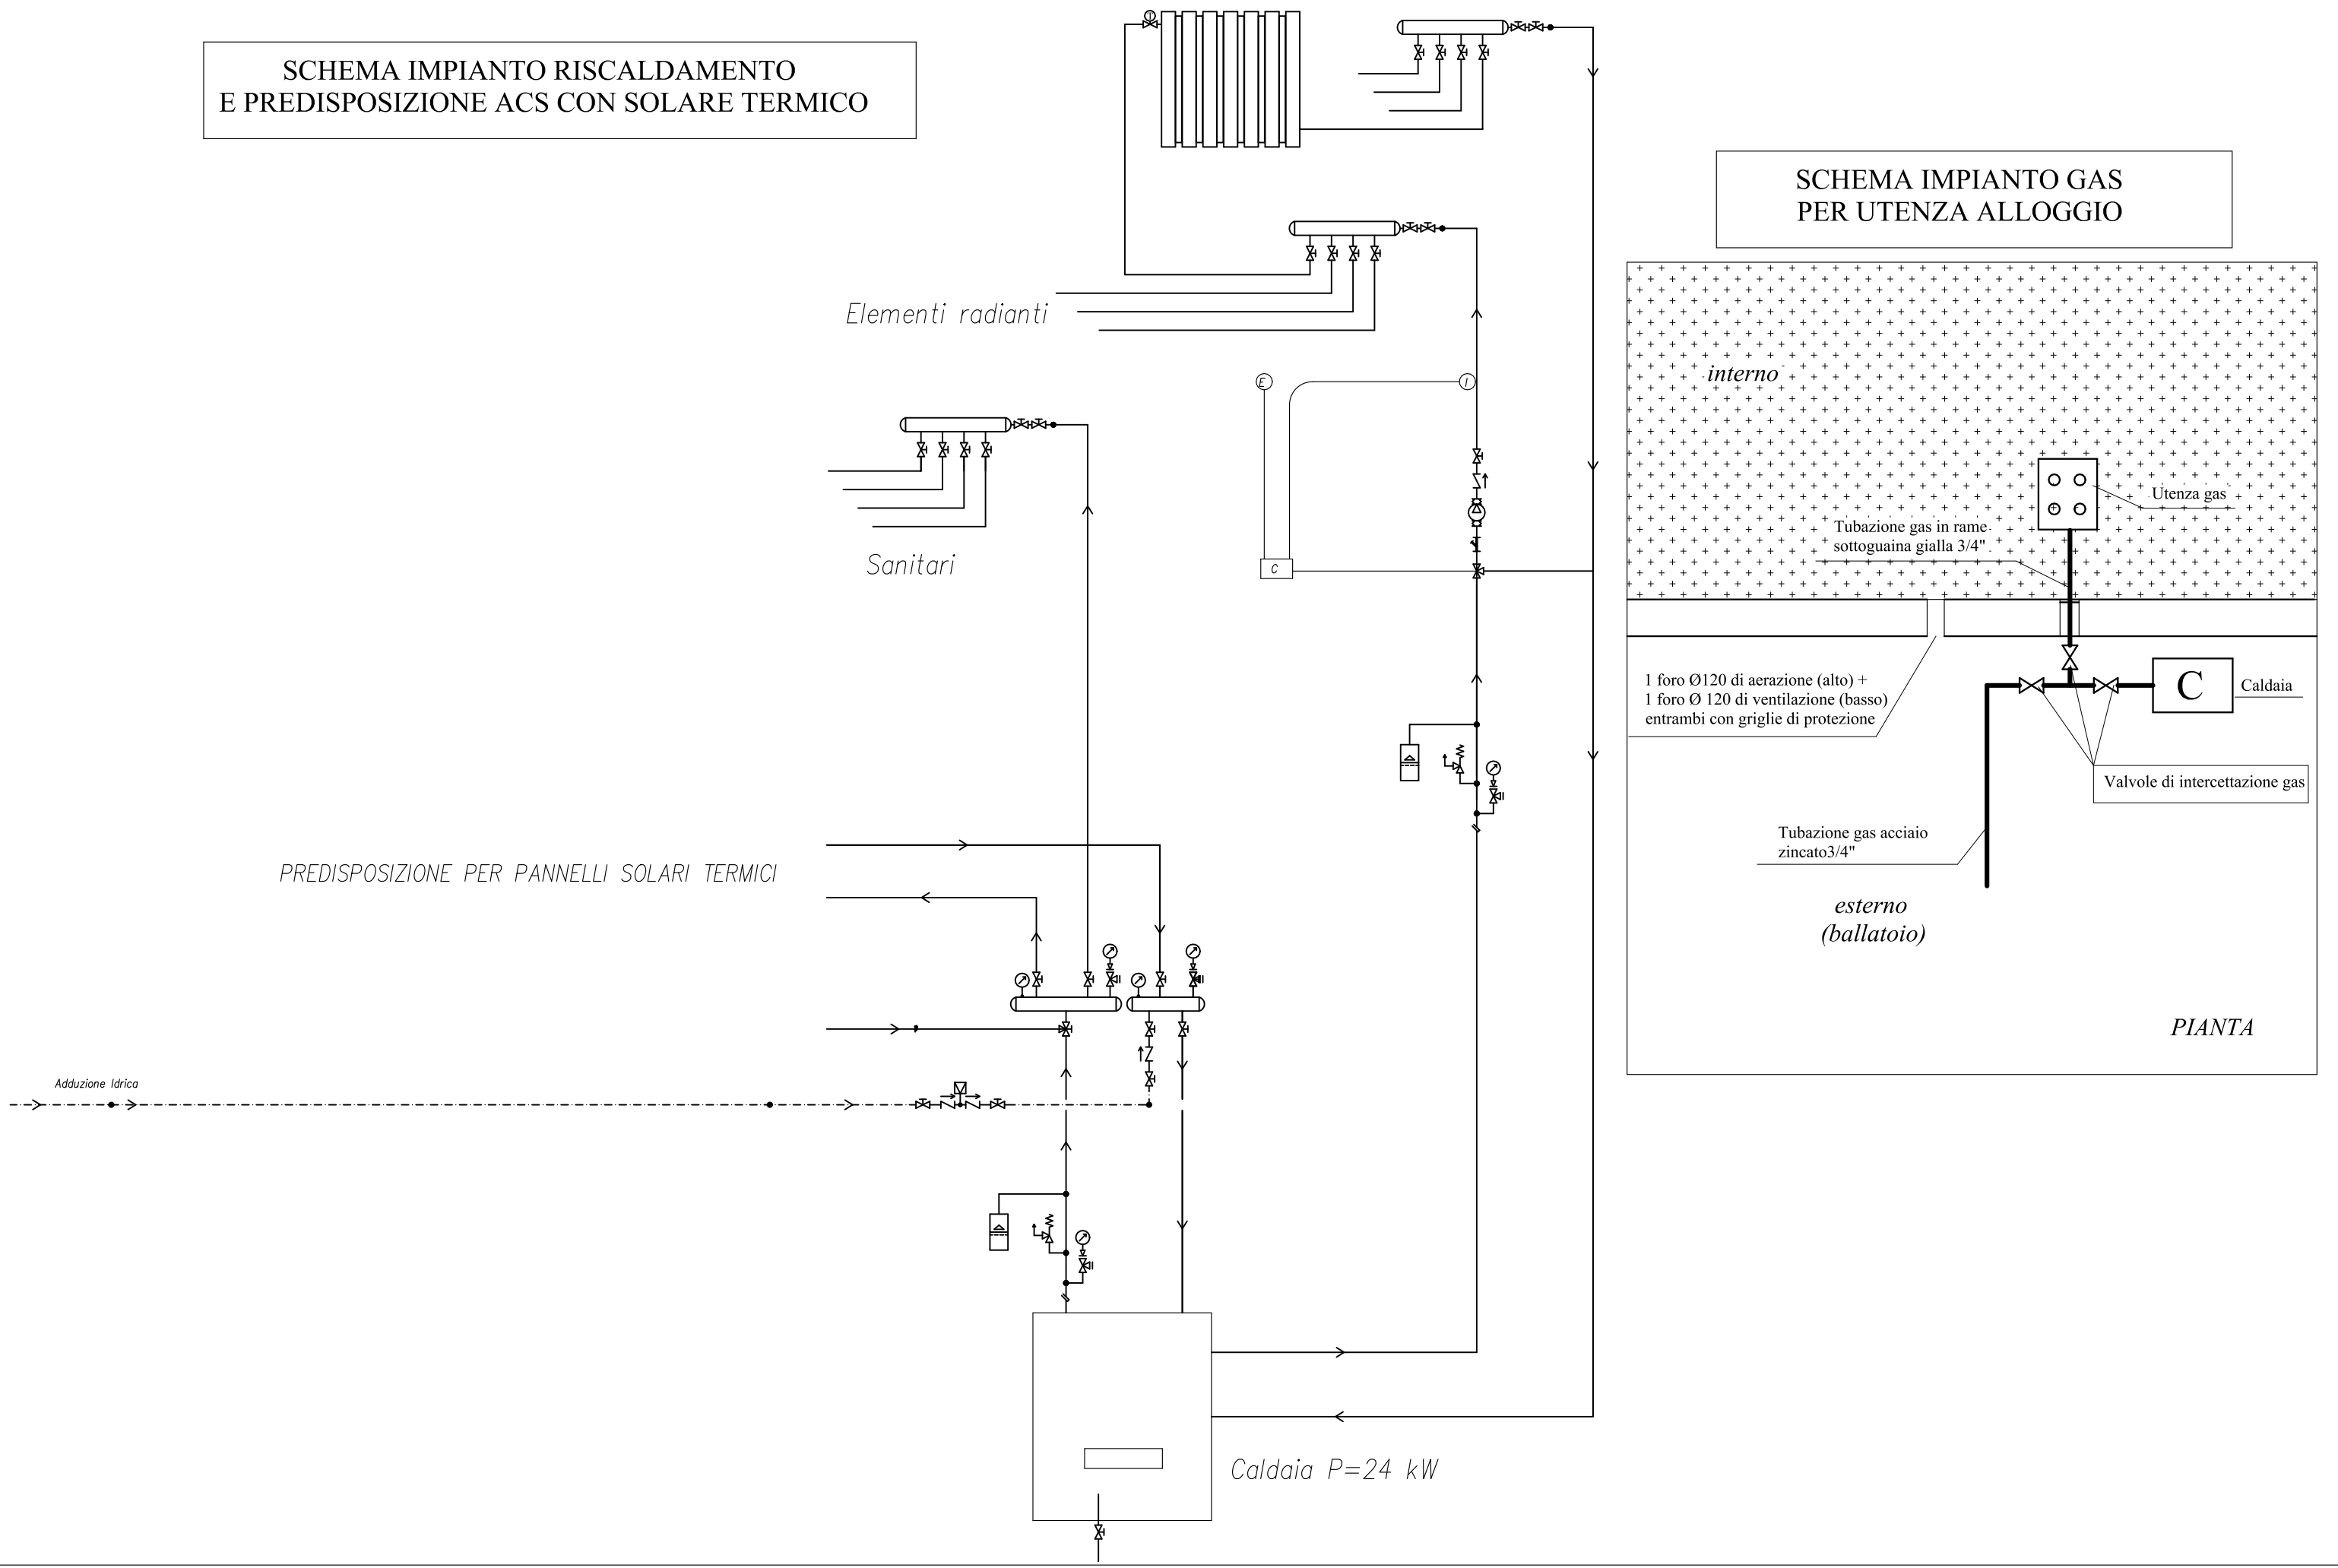 SCHEMA IMPIANTO RISCALDAMENTO
E PREDISPOSIZIONE ACS CON SOLARE TERMICO
SCHEMA IMPIANTO GAS
PER UTENZA ALLOGGIO
Elementi radianti
E
I
C
Sanitari
PREDISPOSIZIONE PER PANNELLI SOLARI TERMICI
Adduzione Idrica
Caldaia P=24 kW
interno
Utenza gas
Tubazione gas in rame
sottoguaina gialla 3/4"
1 foro Ø120 di aerazione (alto) +
1 foro Ø 120 di ventilazione (basso)
entrambi con griglie di protezione
C
Caldaia
Valvole di intercettazione gas
Tubazione gas acciaio
zincato3/4"
esterno
(ballatoio)
PIANTA